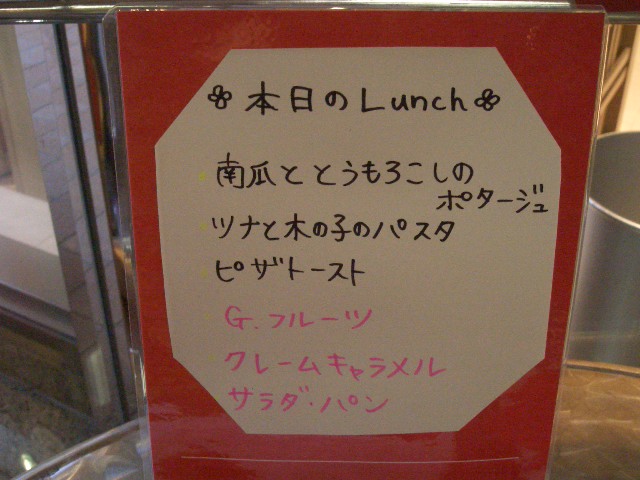 本日のLunch
南瓜ととうもろこしの
ポタージュ
ツナと木の子のパスタ
ピザトースト
G.フルーツ
クレームキャラメル
サラダ・パン